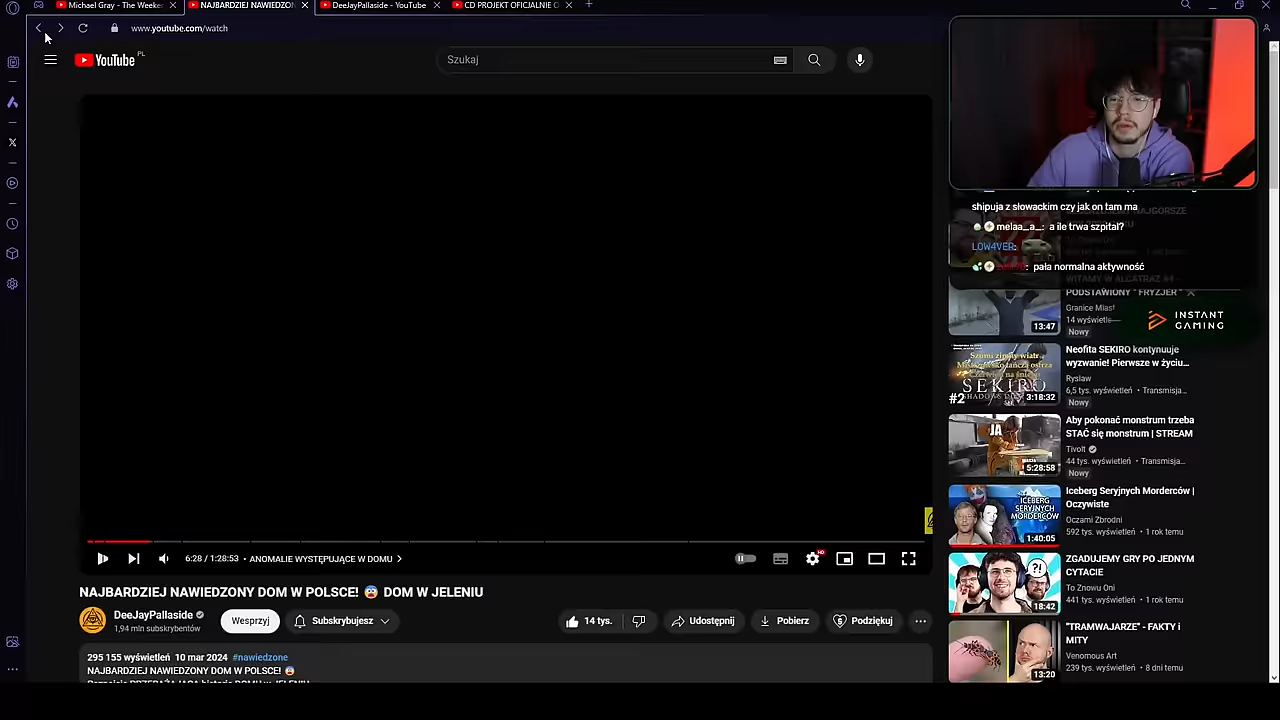 Michael Gray - The Weeke
NAJBARDZIEJ NAWIEDZON
DeeJayPallaside - YouTube
CD PROJEKT OFICJALNIE O
www.youtube.com/watch
YouTube PL
Szukaj
shipuja z słowackim czy jak on tam ma
melaa_a_: a ile trwa szpital?
LOW4VER:
pała normalna aktywność
PODSTAWIONY "FRYZJER"
Granice Miast
14 wyświetleń
Nowy
13:47
INSTANT GAMING
Neofita SEKIRO kontynuuje
wyzwanie! Pierwsze w życiu...
Rysław
6,5 tys. wyświetleń • Transmisja...
Nowy
SEKIRO
#2
3:18:32
Aby pokonać monstrum trzeba
STAĆ się monstrum | STREAM
Tivolt
44 tys. wyświetleń • Transmisja...
Nowy
JA
5:28:58
Iceberg Seryjnych Morderców |
Oczywiste
Oczami Zbrodni
592 tys. wyświetleń • 1 rok temu
ICEBERG
SERYJNYCH
MORDERCÓW
1:40:05
ZGADUJEMY GRY PO JEDNYM
CYTACIE
To Znowu Oni
441 tys. wyświetleń • 1 rok temu
?!
18:42
"TRAMWAJARZE" - FAKTY i
MITY
Venomous Art
239 tys. wyświetleń • 8 dni temu
13:20
6:28 / 1:28:53 • ANOMALIE WYSTĘPUJĄCE W DOMU
HD
NAJBARDZIEJ NAWIEDZONY DOM W POLSCE! 😱 DOM W JELENIU
DeeJayPallaside
1,94 mln subskrybentów
Wesprzyj
Subskrybujesz
14 tys.
Udostępnij
Pobierz
Podziękuj
295 155 wyświetleń 10 mar 2024 #nawiedzone
NAJBARDZIEJ NAWIEDZONY DOM W POLSCE! 😱